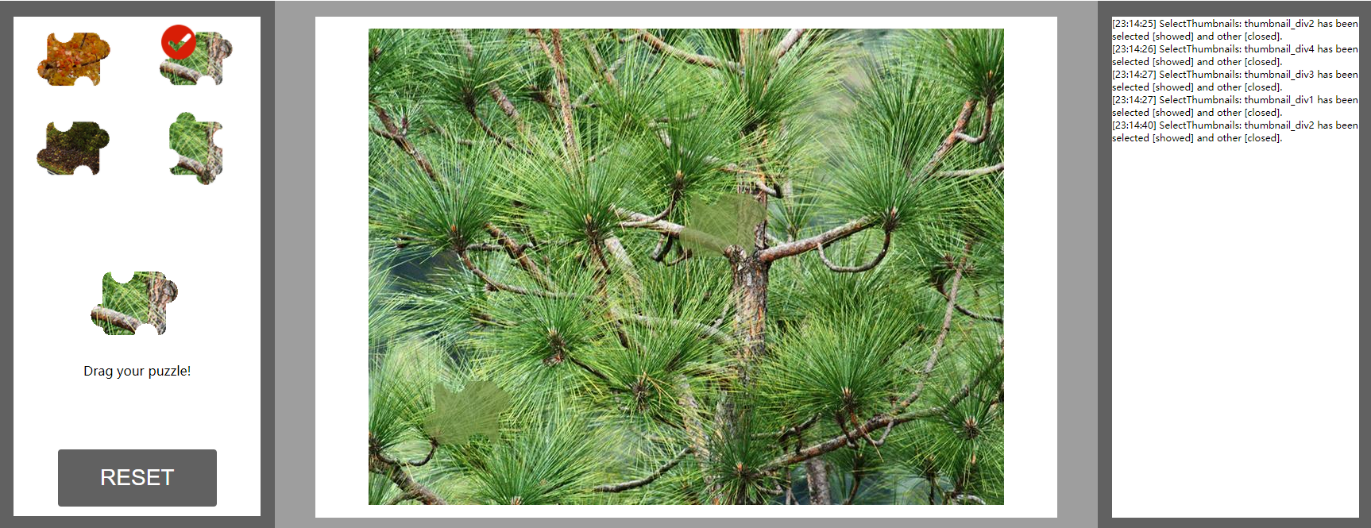 Drag your puzzle!
RESET
[23:14:25] SelectThumbnails: thumbnail_div2 has been
selected [showed] and other [closed].
[23:14:26] SelectThumbnails: thumbnail_div4 has been
selected [showed] and other [closed].
[23:14:27] SelectThumbnails: thumbnail_div3 has been
selected [showed] and other [closed].
[23:14:27] SelectThumbnails: thumbnail_div1 has been
selected [showed] and other [closed].
[23:14:40] SelectThumbnails: thumbnail_div2 has been
selected [showed] and other [closed].